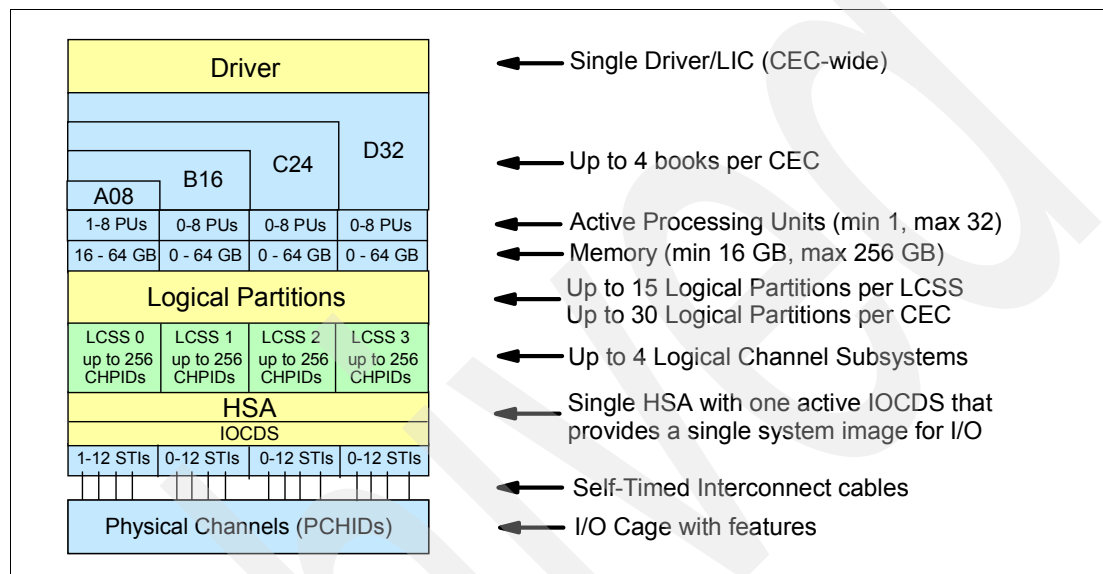 Driver
Single Driver/LIC (CEC-wide)
A08
B16
C24
D32
Up to 4 books per CEC
1-8 PUs 0-8 PUs 0-8 PUs 0-8 PUs
Active Processing Units (min 1, max 32)
16 - 64 GB 0 - 64 GB 0 - 64 GB 0 - 64 GB
Memory (min 16 GB, max 256 GB)
Logical Partitions
Up to 15 Logical Partitions per LCSS
Up to 30 Logical Partitions per CEC
LCSS 0
up to 256
CHPIDs
LCSS 1
up to 256
CHPIDs
LCSS 2
up to 256
CHPIDs
LCSS 3
up to 256
CHPIDs
Up to 4 Logical Channel Subsystems
HSA
IOCDS
Single HSA with one active IOCDS that
provides a single system image for I/O
1-12 STIs 0-12 STIs 0-12 STIs 0-12 STIs
Self-Timed Interconnect cables
Physical Channels (PCHIDs)
I/O Cage with features